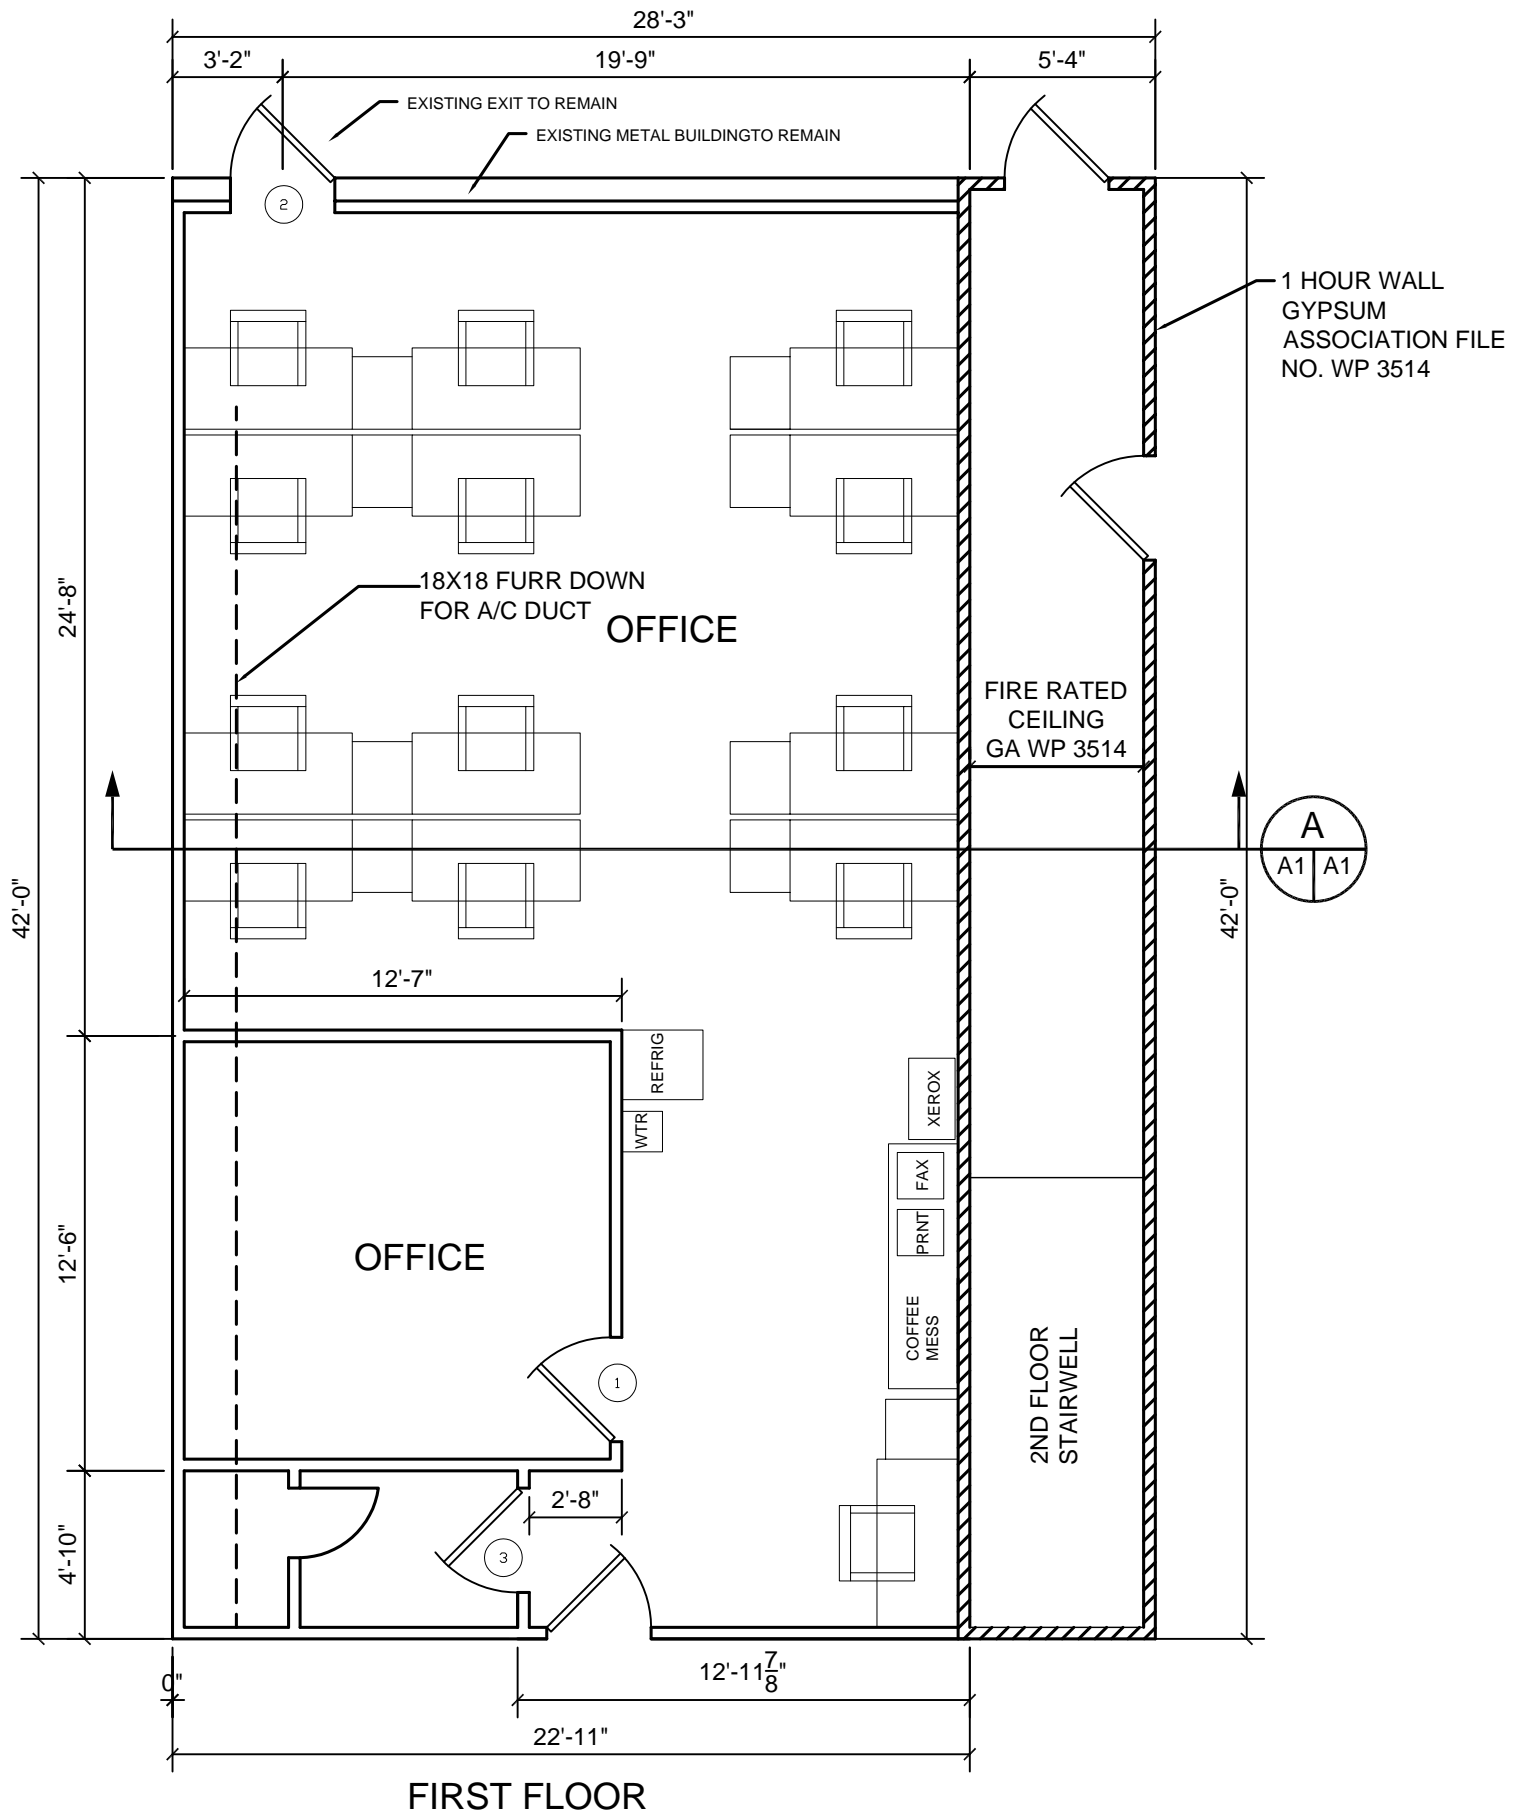 28'-3"
3'-2"
19'-9"
5'-4"
EXISTING EXIT TO REMAIN
EXISTING METAL BUILDINGTO REMAIN
2
1 HOUR WALL
GYPSUM
ASSOCIATION FILE
NO. WP 3514
24'-8"
18X18 FURR DOWN
FOR A/C DUCT
OFFICE
FIRE RATED
CEILING
GA WP 3514
A
A1 A1
42'-0"
42'-0"
12'-7"
REFRIG
WTR
XEROX
FAX
PRNT
COFFEE
MESS
12'-6"
OFFICE
1
2ND FLOOR
STAIRWELL
2'-8"
3
4'-10"
0"
12'-11 7/8"
22'-11"
FIRST FLOOR